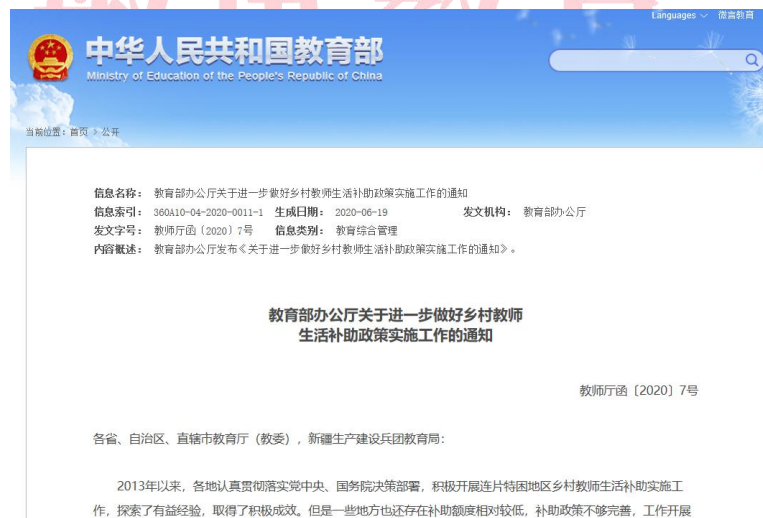 Languages 微言教育
中华人民共和国教育部
Ministry of Education of the People's Republic of China
当前位置：首页 > 公开
信息名称： 教育部办公厅关于进一步做好乡村教师生活补助政策实施工作的通知
信息索引： 360A10-04-2020-0011-1 生成日期： 2020-06-19 发文机构： 教育部办公厅
发文字号： 教师厅函〔2020〕7号 信息类别： 教育综合管理
内容概述： 教育部办公厅发布《关于进一步做好乡村教师生活补助政策实施工作的通知》。
教育部办公厅关于进一步做好乡村教师
生活补助政策实施工作的通知
教师厅函〔2020〕7号
各省、自治区、直辖市教育厅（教委），新疆生产建设兵团教育局：
2013年以来，各地认真贯彻落实党中央、国务院决策部署，积极开展连片特困地区乡村教师生活补助实施工
作，探索了有益经验，取得了积极成效。但是一些地方也还存在补助额度相对较低，补助政策不够完善，工作开展